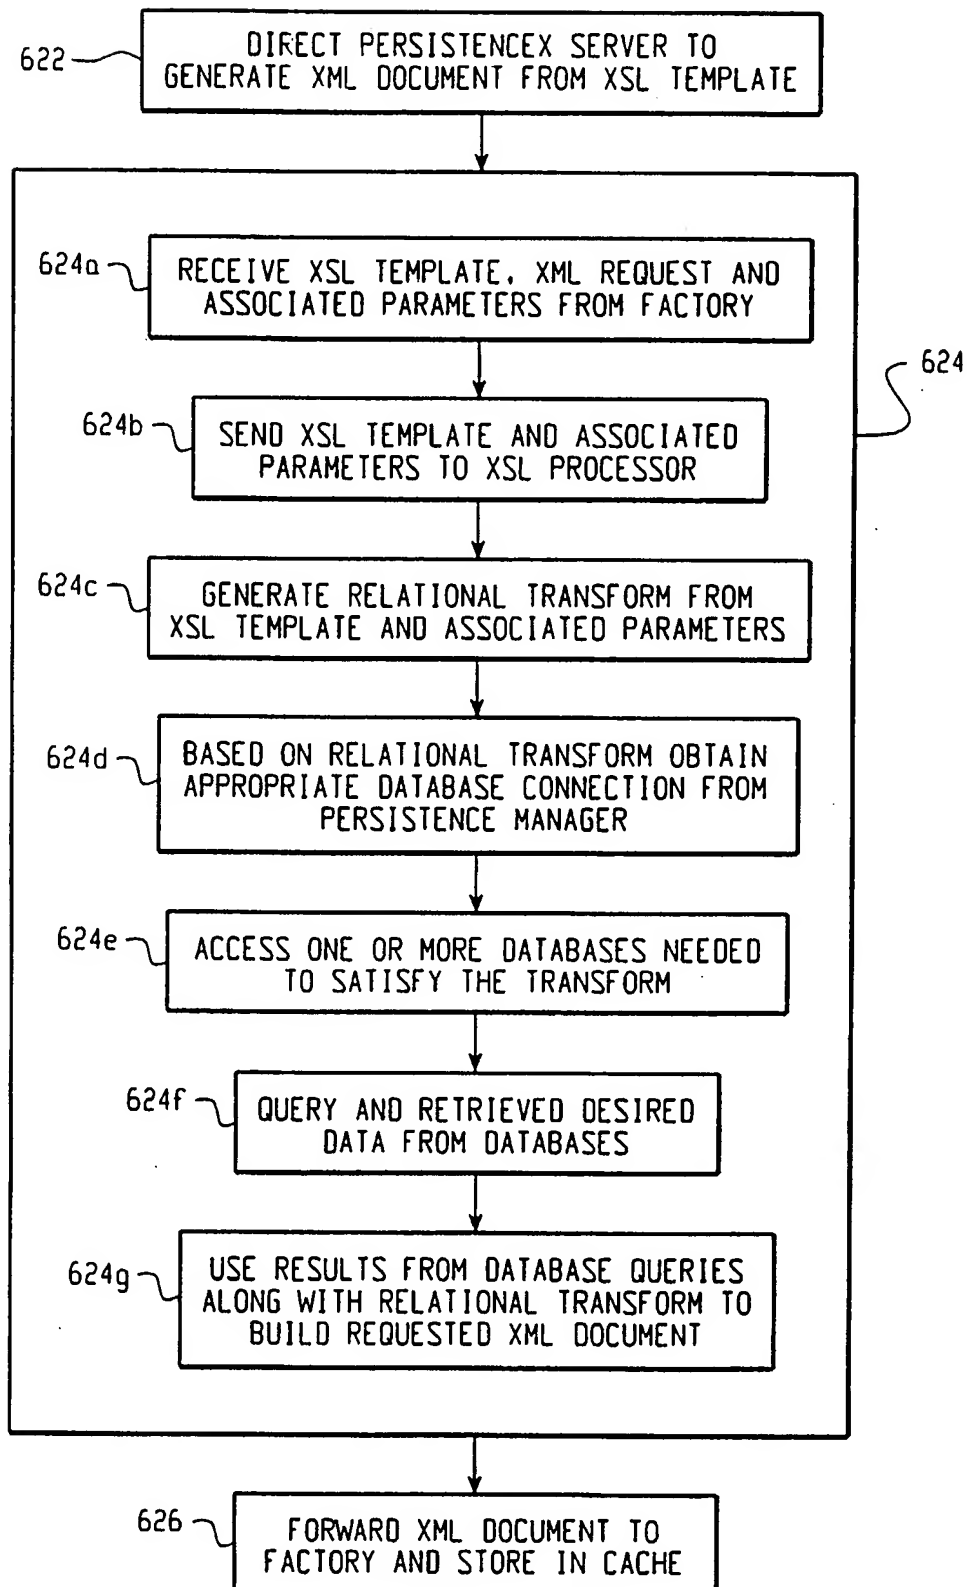 622
DIRECT PERSISTENCEX SERVER TO
GENERATE XML DOCUMENT FROM XSL TEMPLATE
624
624a
RECEIVE XSL TEMPLATE, XML REQUEST AND
ASSOCIATED PARAMETERS FROM FACTORY
624b
SEND XSL TEMPLATE AND ASSOCIATED
PARAMETERS TO XSL PROCESSOR
624c
GENERATE RELATIONAL TRANSFORM FROM
XSL TEMPLATE AND ASSOCIATED PARAMETERS
624d
BASED ON RELATIONAL TRANSFORM OBTAIN
APPROPRIATE DATABASE CONNECTION FROM
PERSISTENCE MANAGER
624e
ACCESS ONE OR MORE DATABASES NEEDED
TO SATISFY THE TRANSFORM
624f
QUERY AND RETRIEVED DESIRED
DATA FROM DATABASES
624g
USE RESULTS FROM DATABASE QUERIES
ALONG WITH RELATIONAL TRANSFORM TO
BUILD REQUESTED XML DOCUMENT
626
FORWARD XML DOCUMENT TO
FACTORY AND STORE IN CACHE